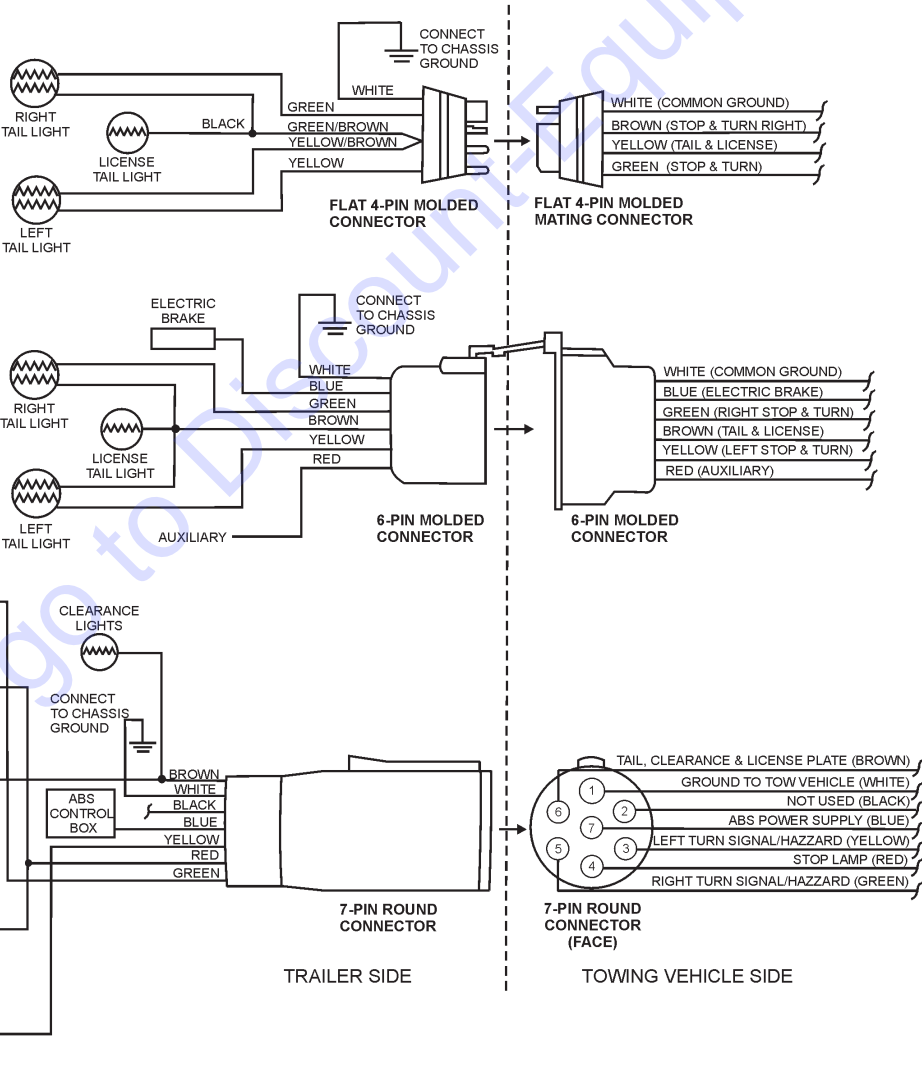 CONNECT
TO CHASSIS
GROUND
WHITE
GREEN
BLACK
GREEN/BROWN
YELLOW/BROWN
YELLOW
RIGHT
TAIL LIGHT
LICENSE
TAIL LIGHT
LEFT
TAIL LIGHT
FLAT 4-PIN MOLDED
CONNECTOR
WHITE (COMMON GROUND)
BROWN (STOP & TURN RIGHT)
YELLOW (TAIL & LICENSE)
GREEN (STOP & TURN)
FLAT 4-PIN MOLDED
MATING CONNECTOR
ELECTRIC
BRAKE
CONNECT
TO CHASSIS
GROUND
WHITE
BLUE
GREEN
BROWN
YELLOW
RED
RIGHT
TAIL LIGHT
LICENSE
TAIL LIGHT
LEFT
TAIL LIGHT
AUXILIARY
6-PIN MOLDED
CONNECTOR
WHITE (COMMON GROUND)
BLUE (ELECTRIC BRAKE)
GREEN (RIGHT STOP & TURN)
BROWN (TAIL & LICENSE)
YELLOW (LEFT STOP & TURN)
RED (AUXILIARY)
6-PIN MOLDED
CONNECTOR
CLEARANCE
LIGHTS
CONNECT
TO CHASSIS
GROUND
ABS
CONTROL
BOX
BROWN
WHITE
BLACK
BLUE
YELLOW
RED
GREEN
7-PIN ROUND
CONNECTOR
1
2
3
4
5
6
7
TAIL, CLEARANCE & LICENSE PLATE (BROWN)
GROUND TO TOW VEHICLE (WHITE)
NOT USED (BLACK)
ABS POWER SUPPLY (BLUE)
LEFT TURN SIGNAL/HAZZARD (YELLOW)
STOP LAMP (RED)
RIGHT TURN SIGNAL/HAZZARD (GREEN)
7-PIN ROUND
CONNECTOR
(FACE)
TRAILER SIDE
TOWING VEHICLE SIDE
go to Discount-Equip